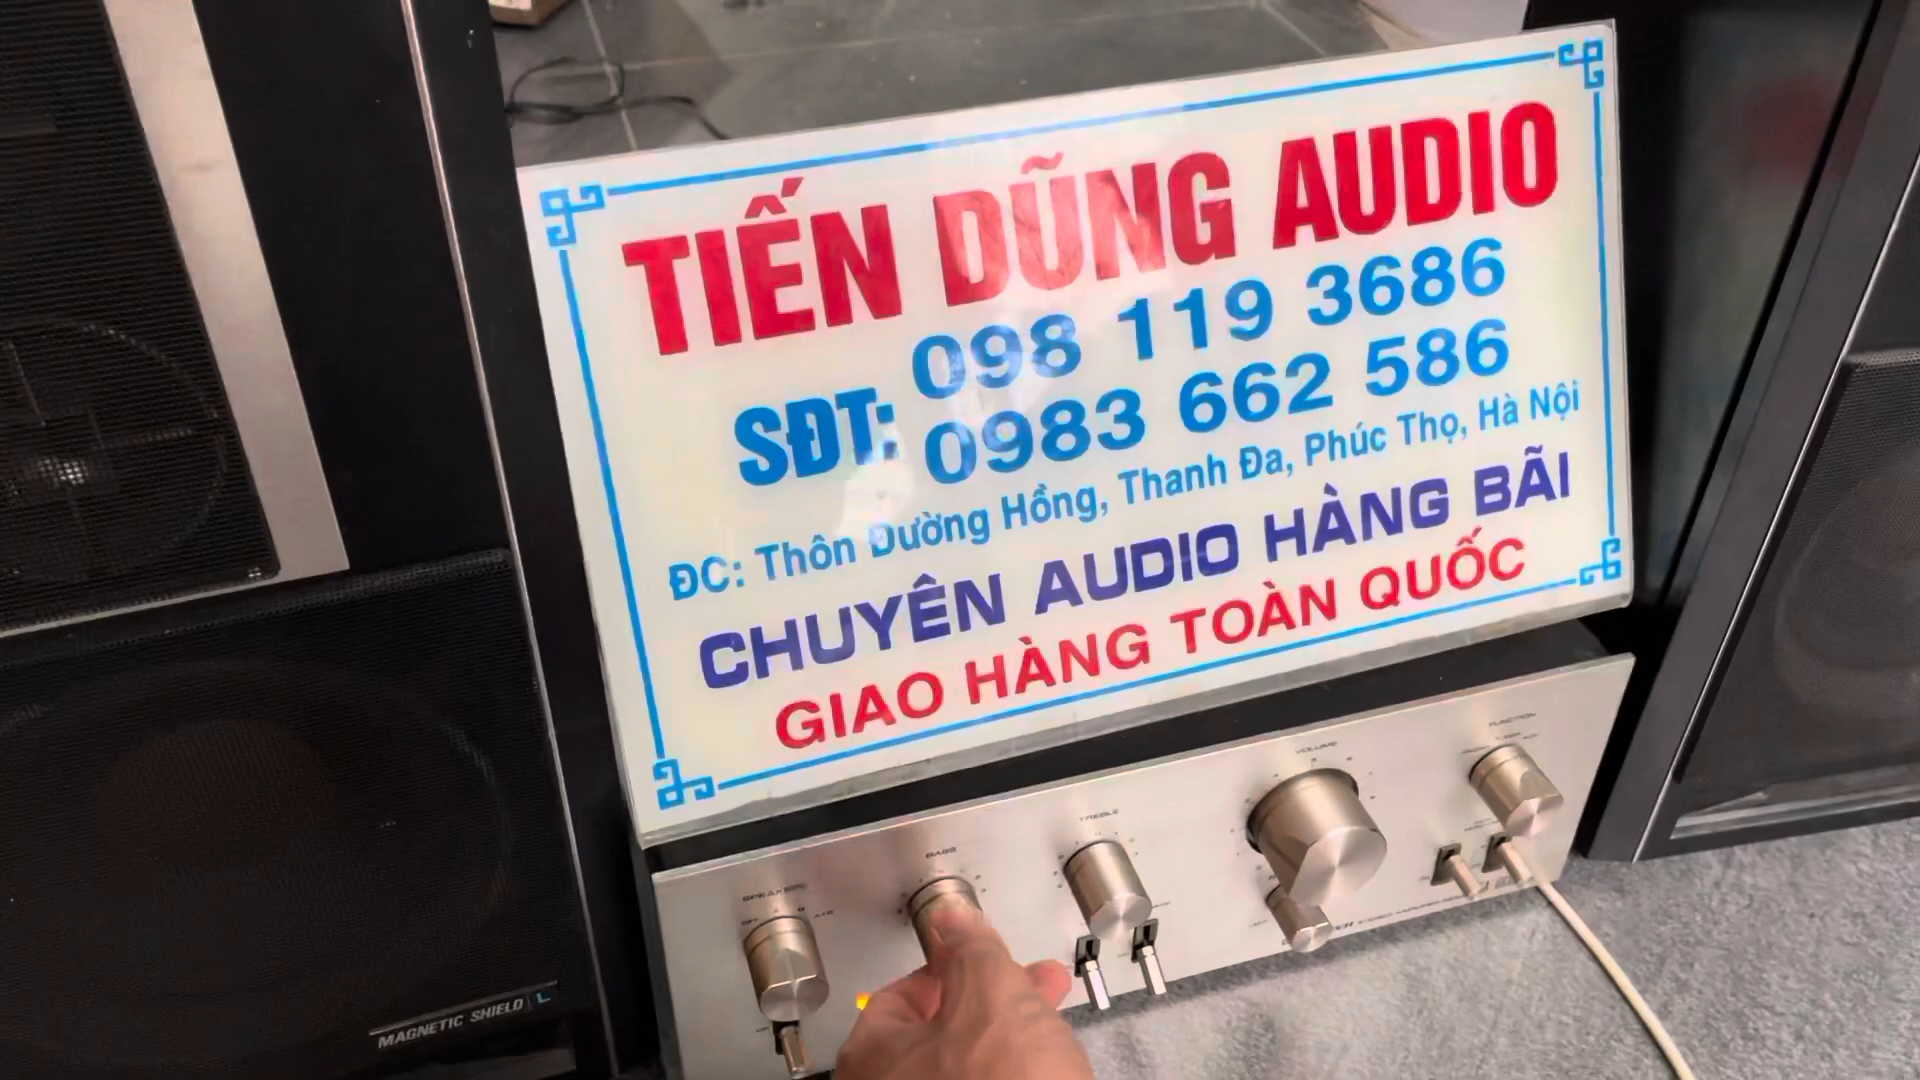 TIẾN DŨNG AUDIO
SĐT: 098 119 3686
0983 662 586
ĐC: Thôn Đường Hồng, Thanh Đa, Phúc Thọ, Hà Nội
CHUYÊN AUDIO HÀNG BÃI
GIAO HÀNG TOÀN QUỐC
FUNCTION
VOLUME
TREBLE
BASS
SPEAKERS
MAGNETIC SHIELD L